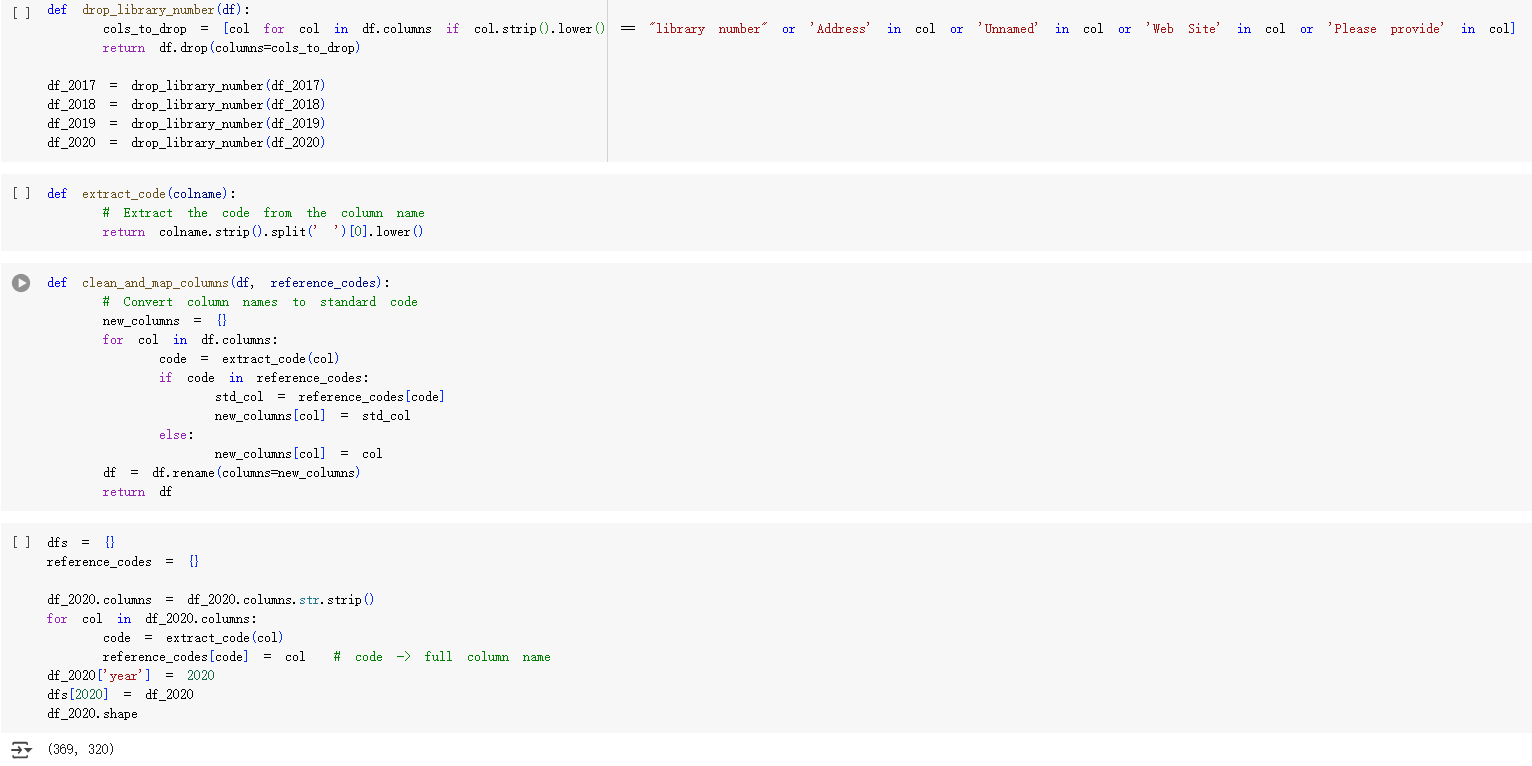 [ ] def drop_library_number(df):
        cols_to_drop = [col for col in df.columns if col.strip().lower() == "library number" or 'Address' in col or 'Unnamed' in col or 'Web Site' in col or 'Please provide' in col]
        return df.drop(columns=cols_to_drop)

    df_2017 = drop_library_number(df_2017)
    df_2018 = drop_library_number(df_2018)
    df_2019 = drop_library_number(df_2019)
    df_2020 = drop_library_number(df_2020)

[ ] def extract_code(colname):
        # Extract the code from the column name
        return colname.strip().split(' ')[0].lower()

    def clean_and_map_columns(df, reference_codes):
        # Convert column names to standard code
        new_columns = {}
        for col in df.columns:
            code = extract_code(col)
            if code in reference_codes:
                std_col = reference_codes[code]
                new_columns[col] = std_col
            else:
                new_columns[col] = col
        df = df.rename(columns=new_columns)
        return df

[ ] dfs = {}
    reference_codes = {}

    df_2020.columns = df_2020.columns.str.strip()
    for col in df_2020.columns:
        code = extract_code(col)
        reference_codes[code] = col  # code -> full column name
    df_2020['year'] = 2020
    dfs[2020] = df_2020
    df_2020.shape

    (369, 320)